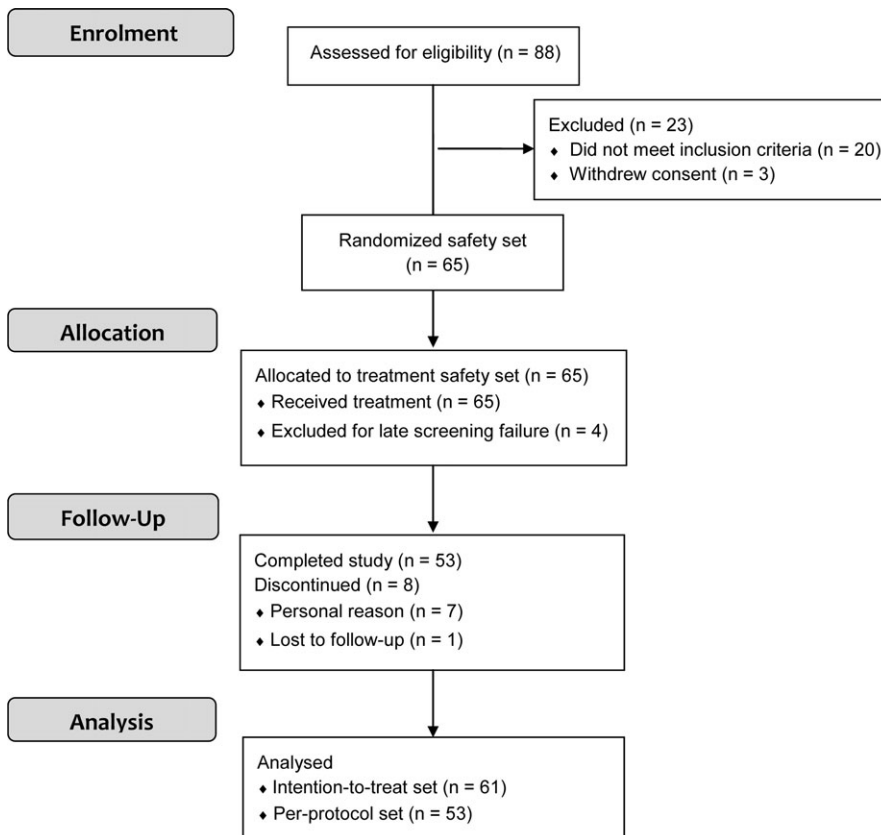 Enrolment
Assessed for eligibility (n = 88)
Excluded (n = 23)
♦ Did not meet inclusion criteria (n = 20)
♦ Withdrew consent (n = 3)
Randomized safety set
(n = 65)
Allocation
Allocated to treatment safety set (n = 65)
♦ Received treatment (n = 65)
♦ Excluded for late screening failure (n = 4)
Follow-Up
Completed study (n = 53)
Discontinued (n = 8)
♦ Personal reason (n = 7)
♦ Lost to follow-up (n = 1)
Analysis
Analysed
♦ Intention-to-treat set (n = 61)
♦ Per-protocol set (n = 53)